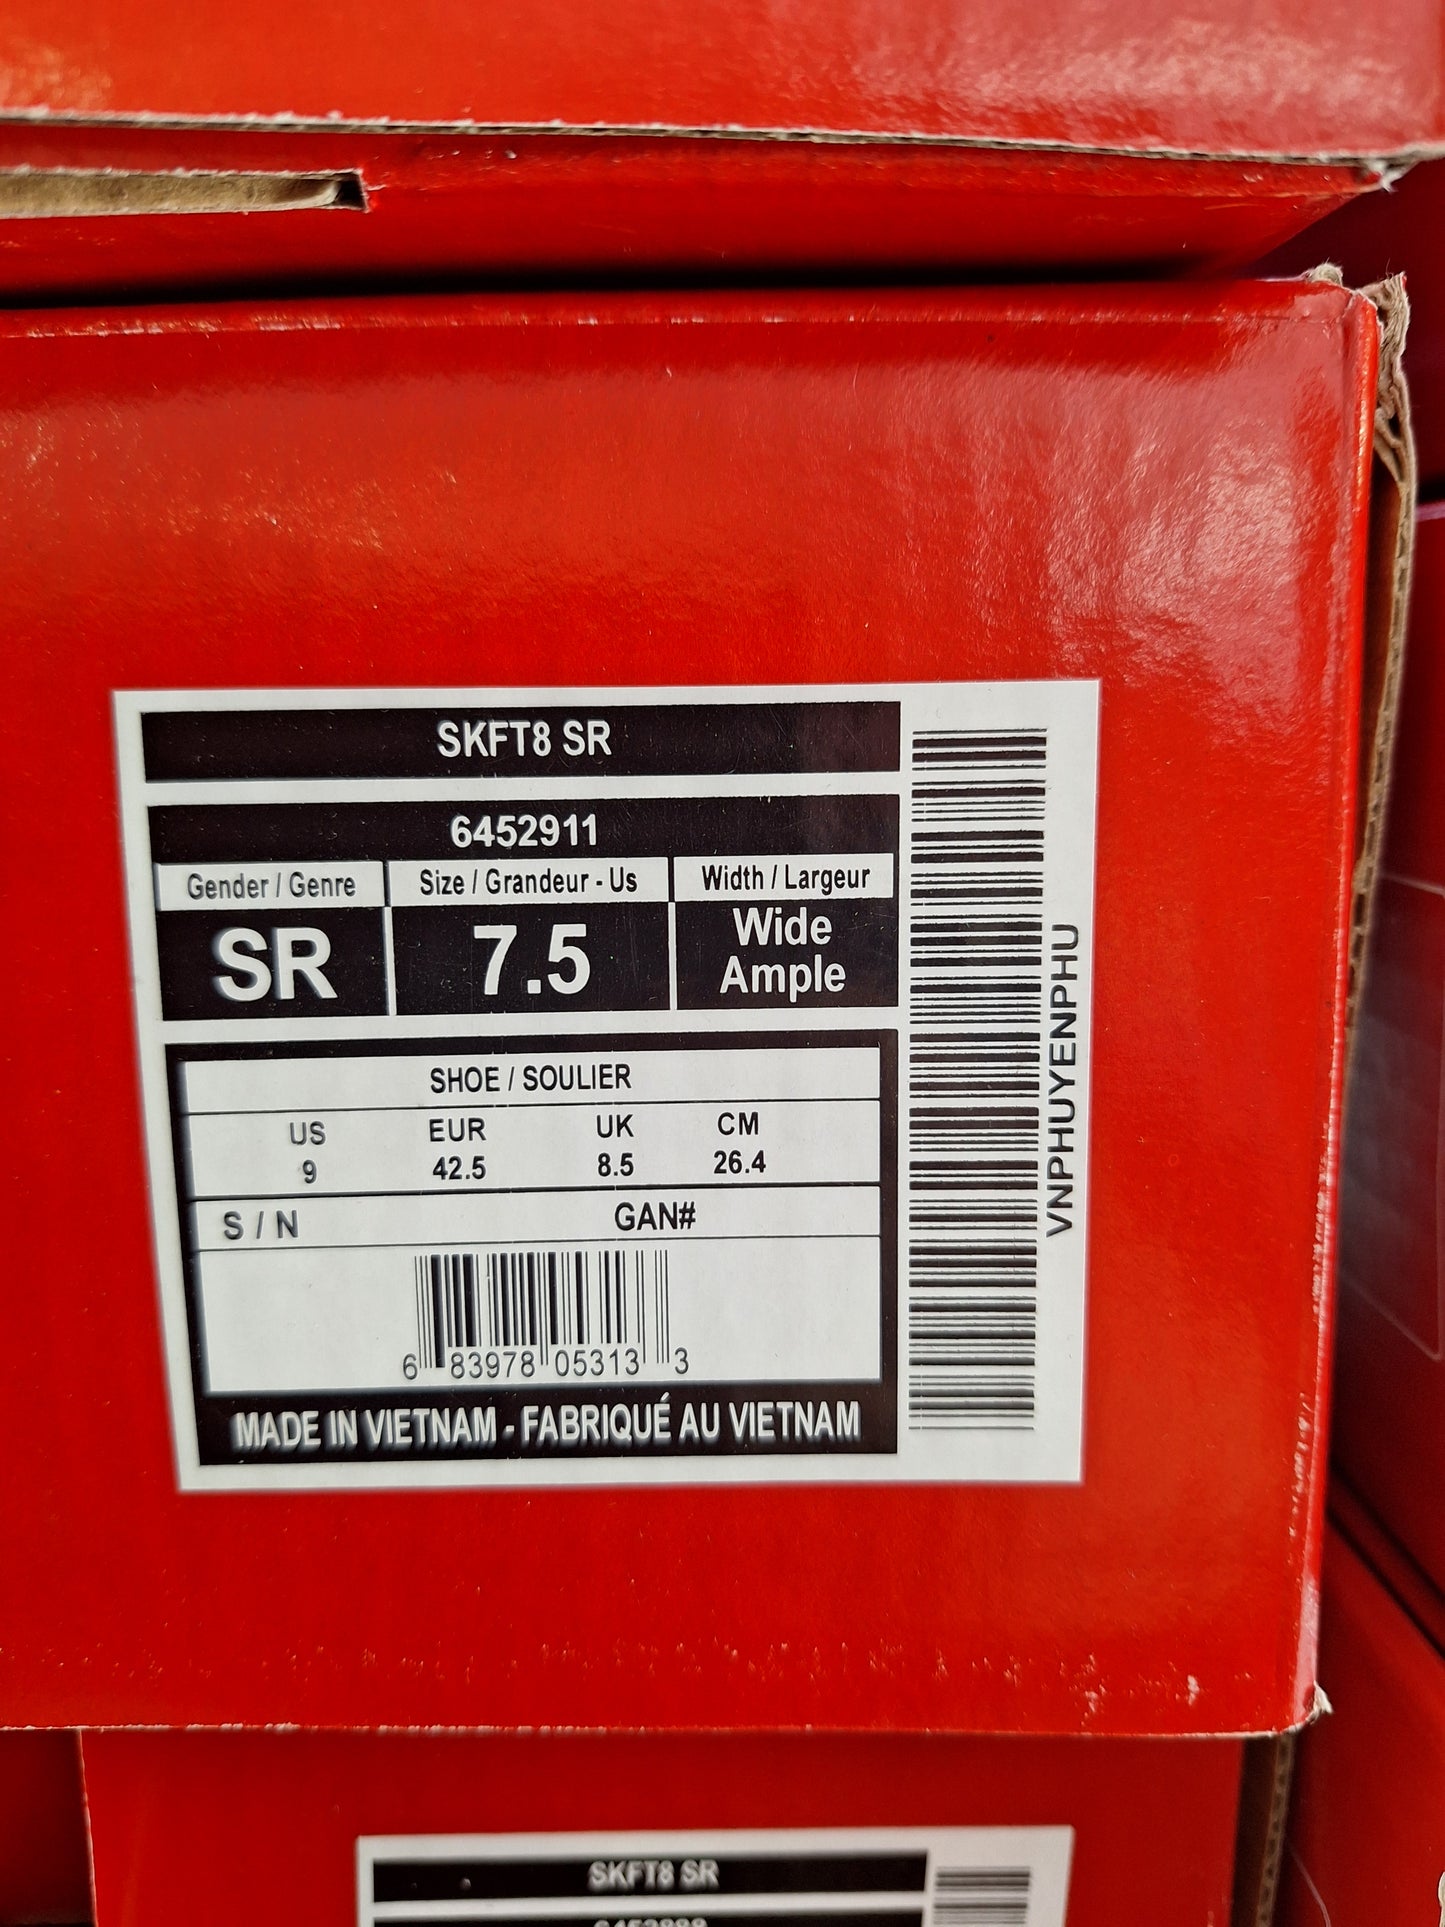 SKFT8 SR
6452911
Gender / Genre Size / Grandeur - Us Width / Largeur
SR 7.5 Wide
Ample
SHOE / SOULIER
US EUR UK CM
9 42.5 8.5 26.4
S / N GAN#
6 83978 05313 3
MADE IN VIETNAM - FABRIQUÉ AU VIETNAM
VNPHUYENPHU
SKFT8 SR